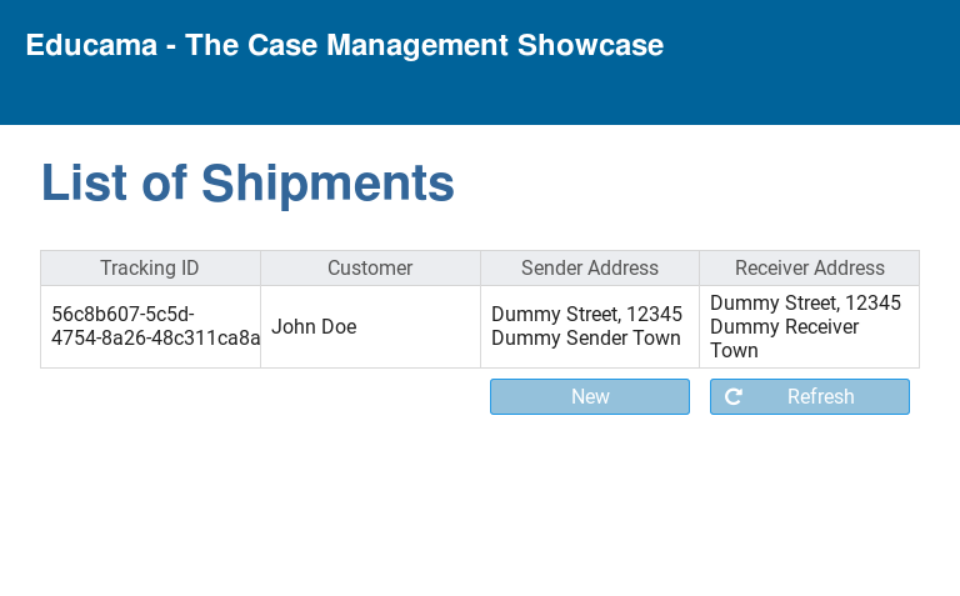 Educama - The Case Management Showcase
List of Shipments
Tracking ID
Customer
Sender Address
Receiver Address
56c8b607-5c5d-
4754-8a26-48c311ca8a
John Doe
Dummy Street, 12345
Dummy Sender Town
Dummy Street, 12345
Dummy Receiver
Town
New
Refresh